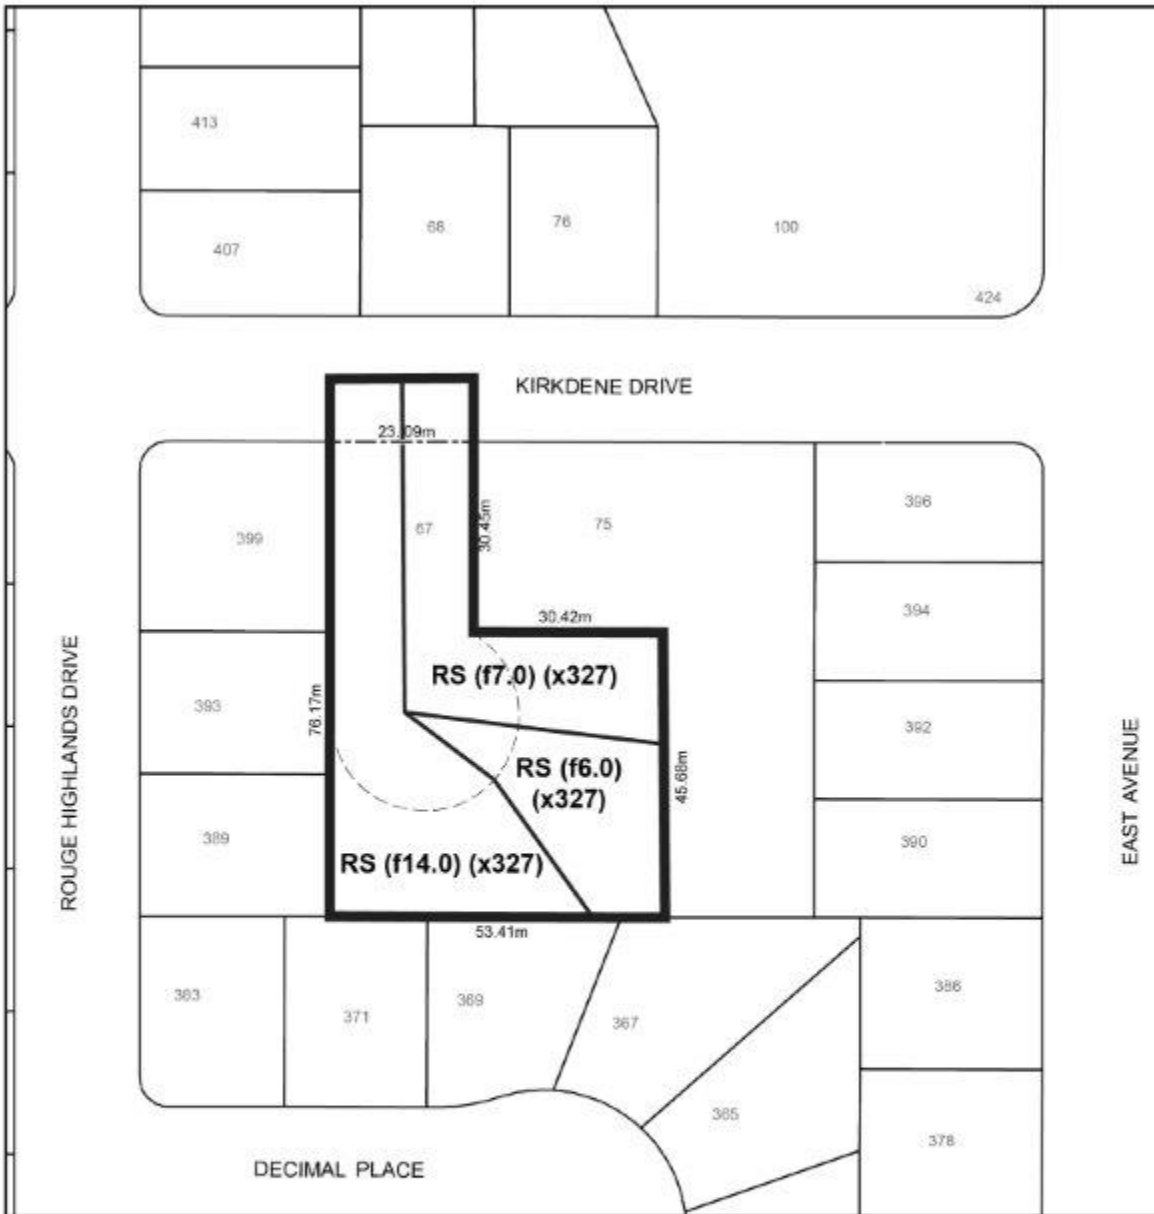 413
407
68
76
100
424
KIRKDENE DRIVE
23.09m
399
67
30.45m
75
396
394
30.42m
RS (f7.0) (x327)
393
76.17m
392
RS (f6.0)
(x327)
45.68m
389
390
RS (f14.0) (x327)
ROUGE HIGHLANDS DRIVE
EAST AVENUE
53.41m
383
371
369
367
386
365
378
DECIMAL PLACE